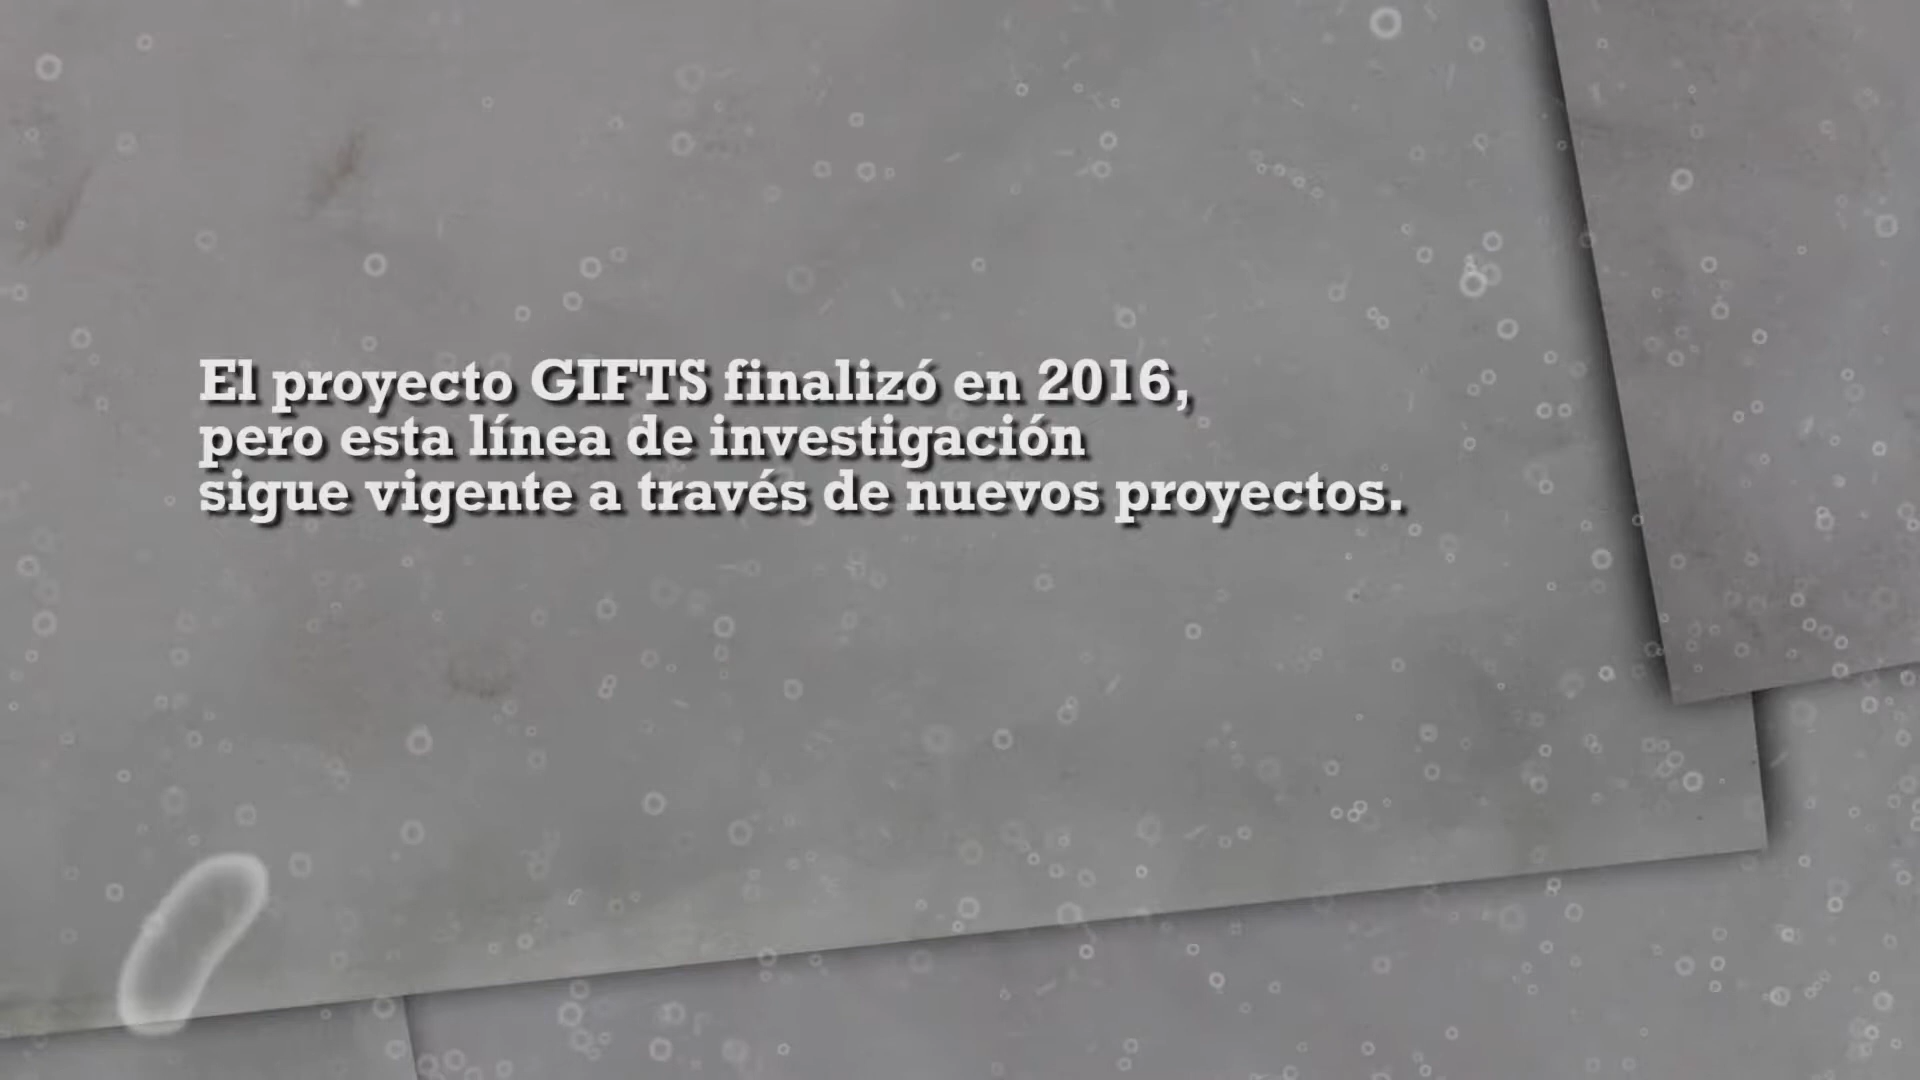 El proyecto GIFTS finalizó en 2016,
pero esta línea de investigación
sigue vigente a través de nuevos proyectos.